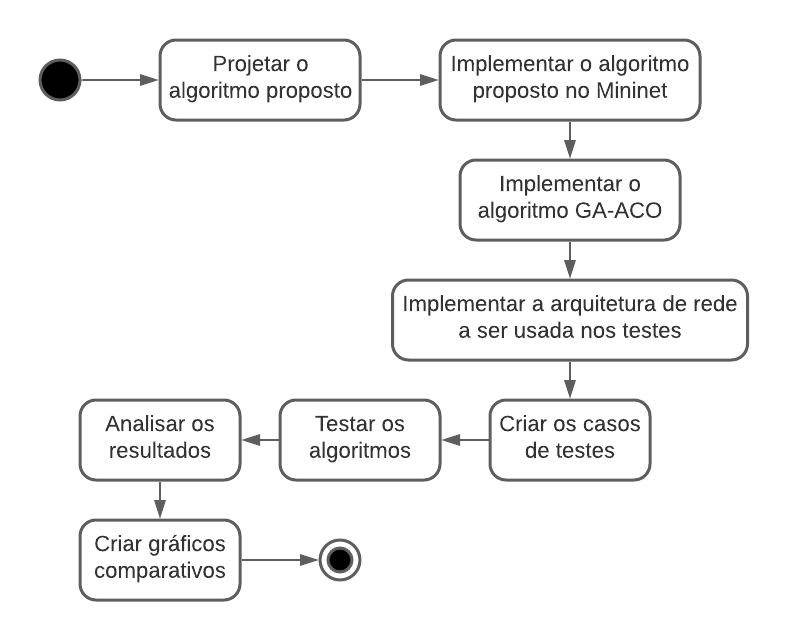 Projetar o
algoritmo proposto
Implementar o algoritmo
proposto no Mininet
Implementar o
algoritmo GA-ACO
Implementar a arquitetura de rede
a ser usada nos testes
Criar os casos
de testes
Testar os
algoritmos
Analisar os
resultados
Criar gráficos
comparativos